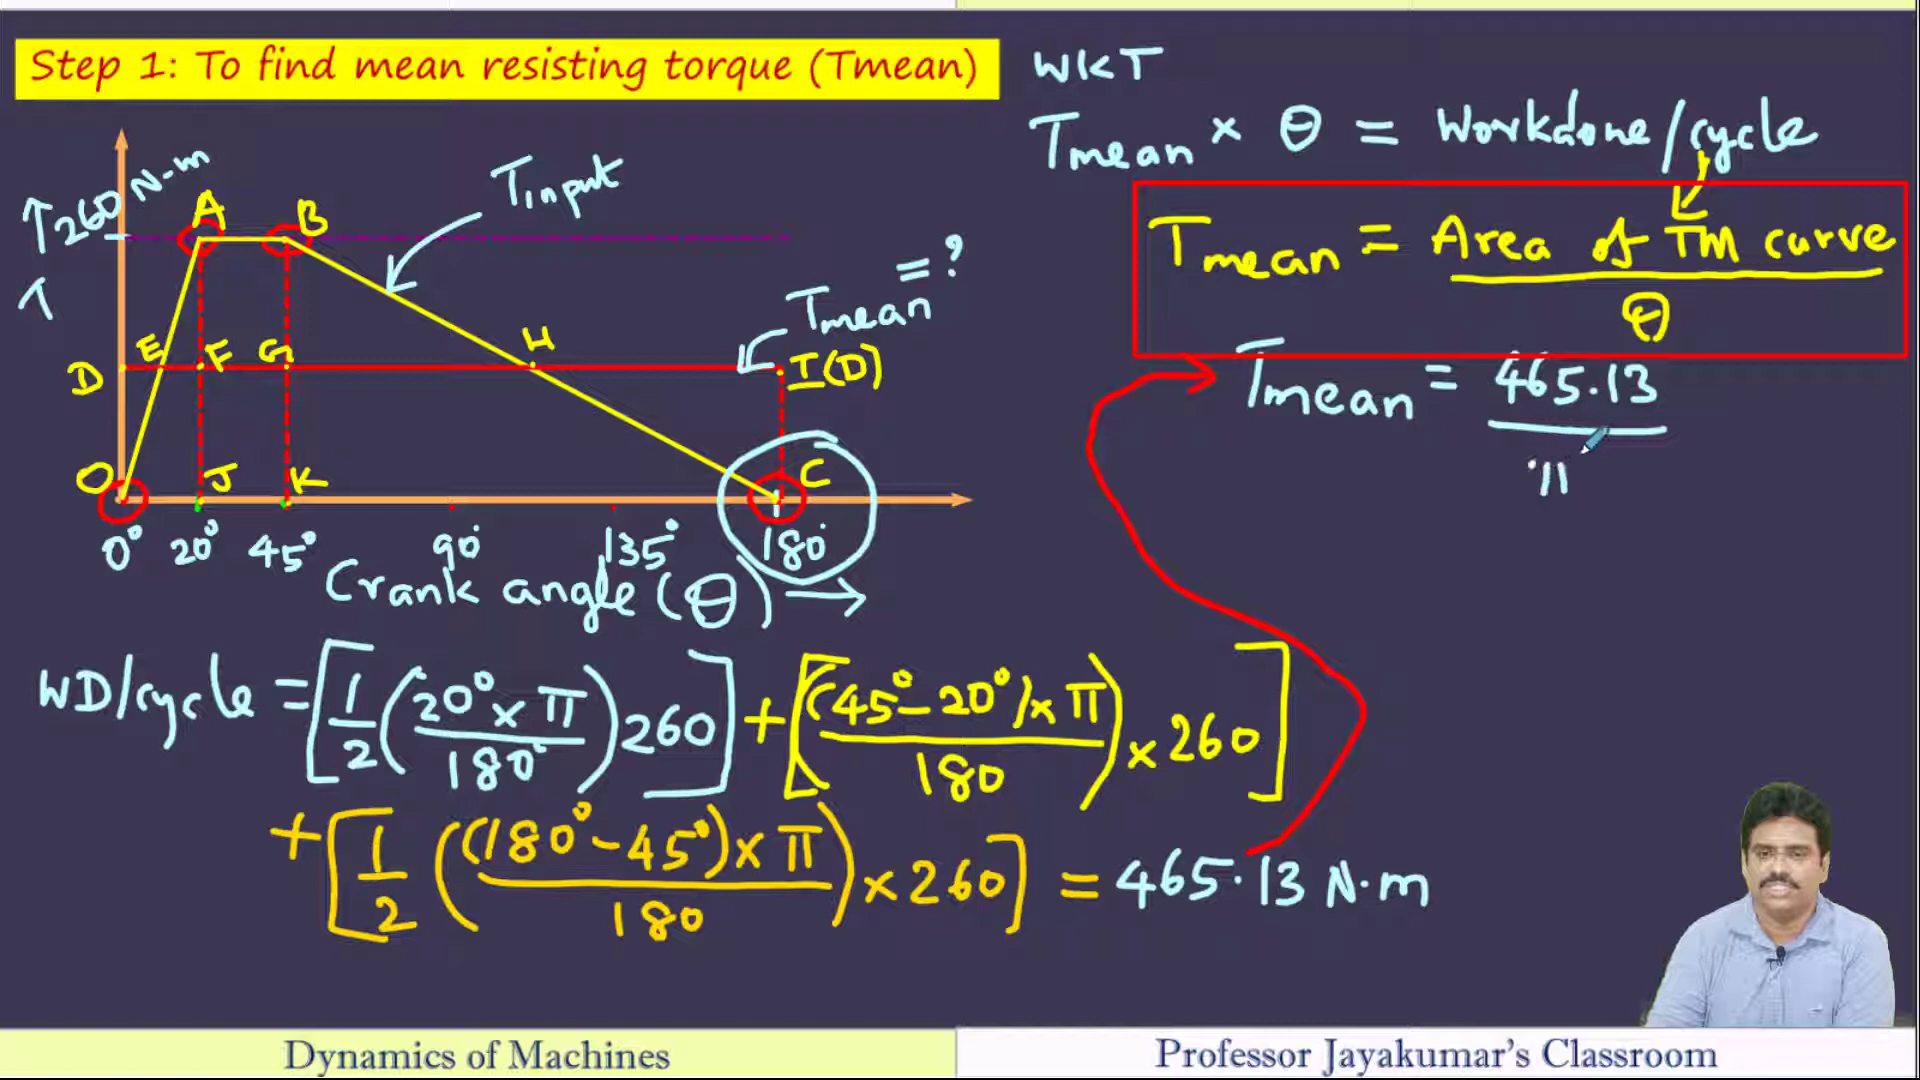 Step 1: To find mean resisting torque (Tmean)
↑260 N-m
A
B
Tinput
= ?
Tmean
D
E
F
G
H
I(D)
O
J
K
C
0° 20° 45° 90° 135° 180°
Crank angle (θ) →
WKT
Tmean × θ = Workdone/cycle
Tmean = Area of TM curve
θ
Tmean = 465.13
π
WD/cycle = [1/2 (20° × π/180°) 260] + [((45° - 20°) × π/180) × 260]
+ [1/2 ((180° - 45°) × π/180) × 260] = 465.13 N.m
Dynamics of Machines
Professor Jayakumar's Classroom